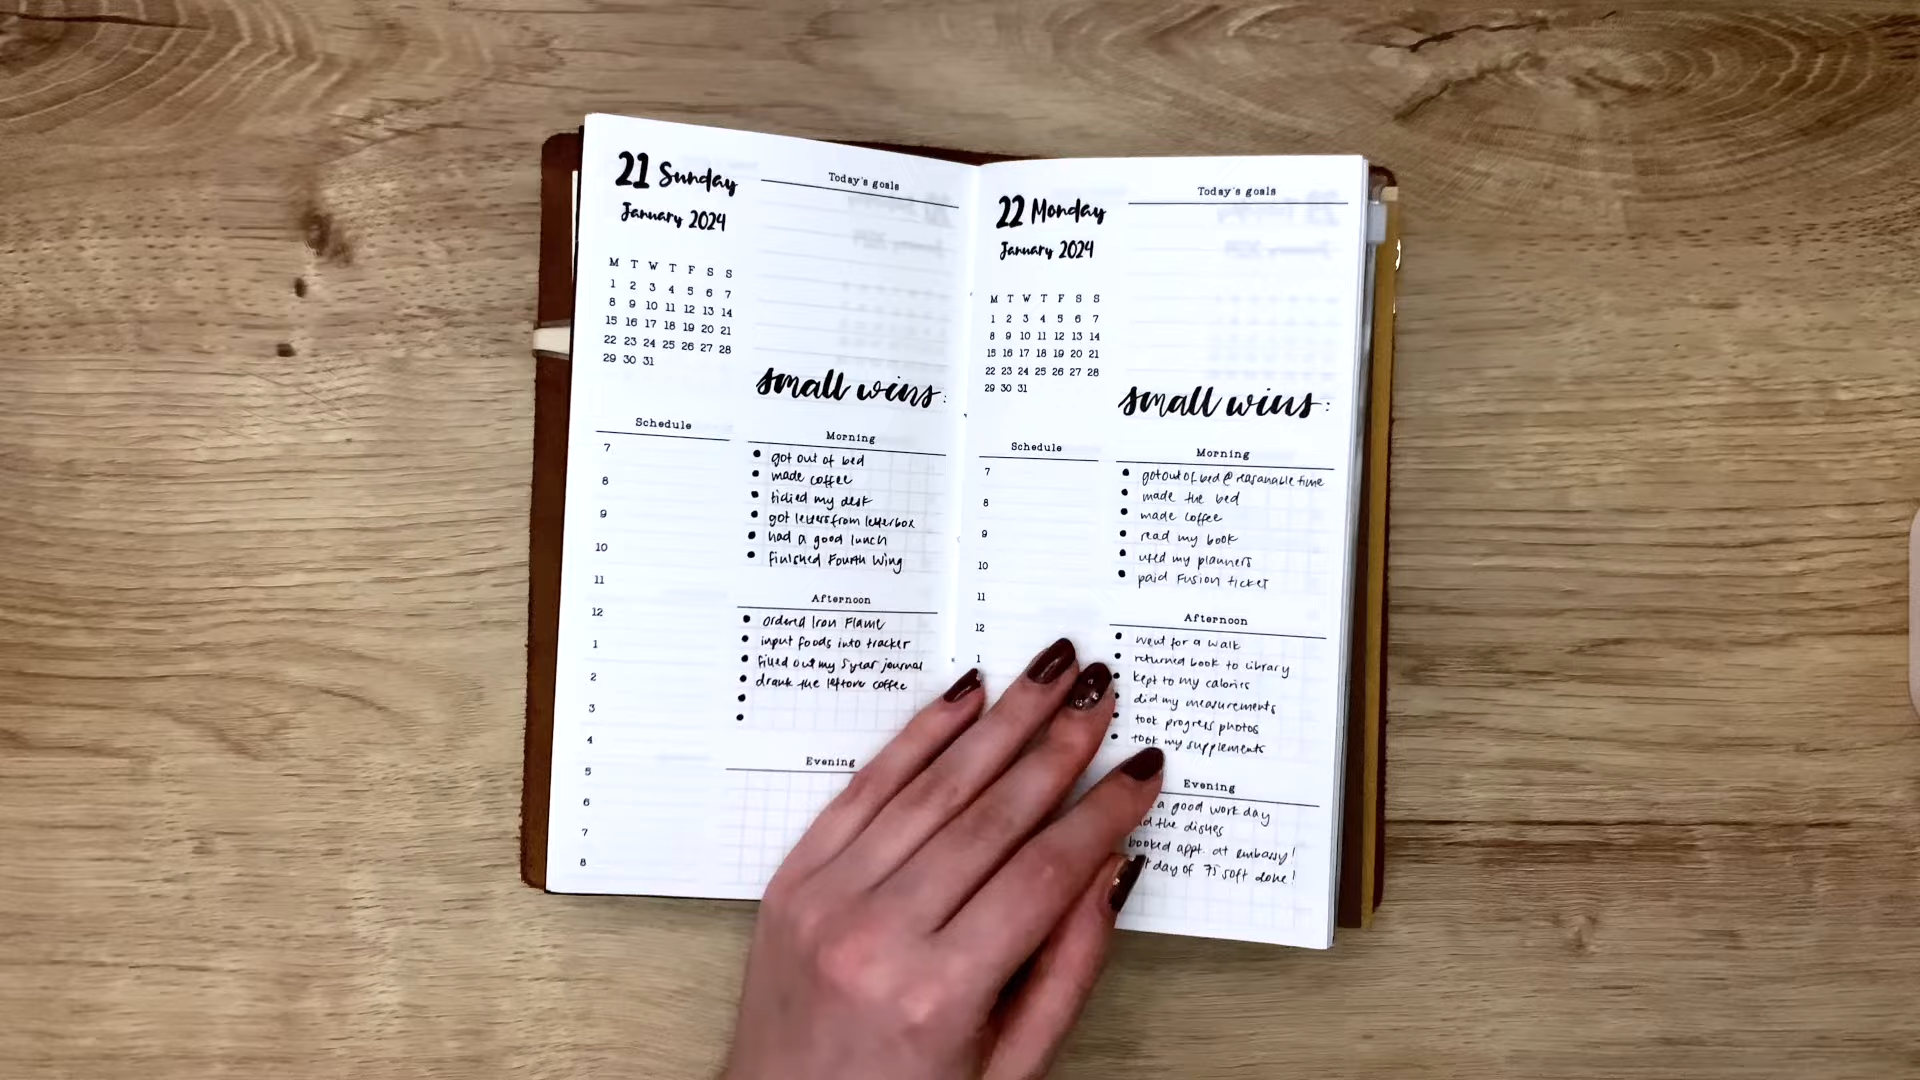 21 Sunday
January 2024
Today's goals
M T W T F S S
1 2 3 4 5 6 7
8 9 10 11 12 13 14
15 16 17 18 19 20 21
22 23 24 25 26 27 28
29 30 31
small wins:
Schedule
7
8
9
10
11
12
1
2
3
4
5
6
7
8
Morning
got out of bed
made coffee
tidied my desk
got letters from letterbox
had a good lunch
finished Fourth Wing
Afternoon
ordered Iron Flame
input foods into tracker
filled out my 5 year journal
drank the leftover coffee
Evening
22 Monday
January 2024
Today's goals
M T W T F S S
1 2 3 4 5 6 7
8 9 10 11 12 13 14
15 16 17 18 19 20 21
22 23 24 25 26 27 28
29 30 31
small wins:
Schedule
7
8
9
10
11
12
1
Morning
got out of bed @ reasonable time
made the bed
made coffee
read my book
used my planners
paid Fusion ticket
Afternoon
went for a walk
returned book to library
kept to my calories
did my measurements
took progress photos
took my supplements
Evening
a good work day
the dishes
booked appt. at embassy!
day of 75 soft done!